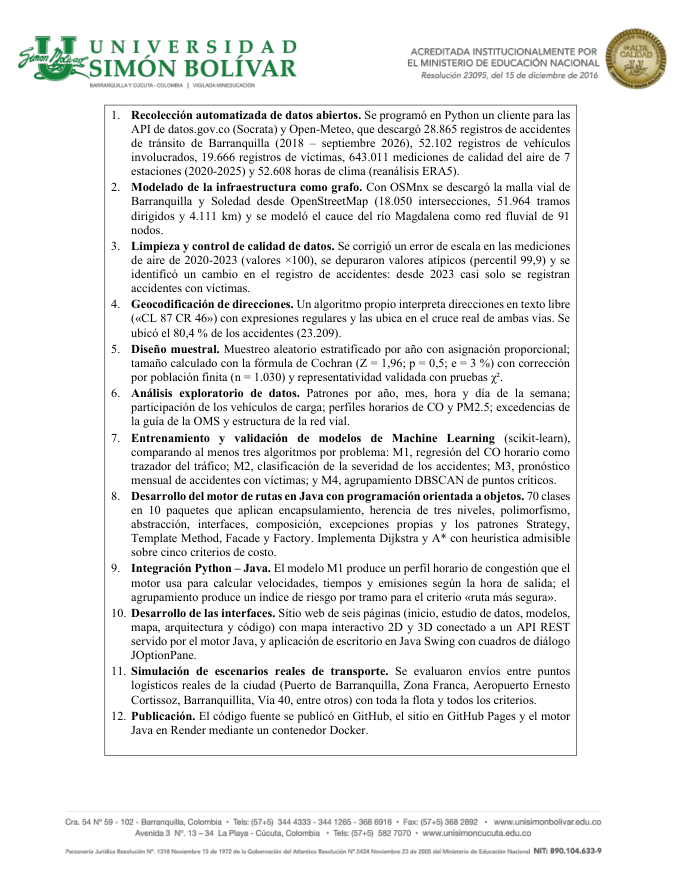 UNIVERSIDAD
SIMÓN BOLÍVAR
BARRANQUILLA Y CÚCUTA - COLOMBIA | VIGILADA MINEDUCACIÓN
ACREDITADA INSTITUCIONALMENTE POR
EL MINISTERIO DE EDUCACIÓN NACIONAL
Resolución 23095, del 15 de diciembre de 2016
1. Recolección automatizada de datos abiertos. Se programó en Python un cliente para las
API de datos.gov.co (Socrata) y Open-Meteo, que descargó 28.865 registros de accidentes
de tránsito de Barranquilla (2018 – septiembre 2026), 52.102 registros de vehículos
involucrados, 19.666 registros de víctimas, 643.011 mediciones de calidad del aire de 7
estaciones (2020-2025) y 52.608 horas de clima (reanálisis ERA5).
2. Modelado de la infraestructura como grafo. Con OSMnx se descargó la malla vial de
Barranquilla y Soledad desde OpenStreetMap (18.050 intersecciones, 51.964 tramos
dirigidos y 4.111 km) y se modeló el cauce del río Magdalena como red fluvial de 91
nodos.
3. Limpieza y control de calidad de datos. Se corrigió un error de escala en las mediciones
de aire de 2020-2023 (valores ×100), se depuraron valores atípicos (percentil 99,9) y se
identificó un cambio en el registro de accidentes: desde 2023 casi solo se registran
accidentes con víctimas.
4. Geocodificación de direcciones. Un algoritmo propio interpreta direcciones en texto libre
(«CL 87 CR 46») con expresiones regulares y las ubica en el cruce real de ambas vías. Se
ubicó el 80,4 % de los accidentes (23.209).
5. Diseño muestral. Muestreo aleatorio estratificado por año con asignación proporcional;
tamaño calculado con la fórmula de Cochran (Z = 1,96; p = 0,5; e = 3 %) con corrección
por población finita (n = 1.030) y representatividad validada con pruebas χ².
6. Análisis exploratorio de datos. Patrones por año, mes, hora y día de la semana;
participación de los vehículos de carga; perfiles horarios de CO y PM2.5; excedencias de
la guía de la OMS y estructura de la red vial.
7. Entrenamiento y validación de modelos de Machine Learning (scikit-learn),
comparando al menos tres algoritmos por problema: M1, regresión del CO horario como
trazador del tráfico; M2, clasificación de la severidad de los accidentes; M3, pronóstico
mensual de accidentes con víctimas; y M4, agrupamiento DBSCAN de puntos críticos.
8. Desarrollo del motor de rutas en Java con programación orientada a objetos. 70 clases
en 10 paquetes que aplican encapsulamiento, herencia de tres niveles, polimorfismo,
abstracción, interfaces, composición, excepciones propias y los patrones Strategy,
Template Method, Facade y Factory. Implementa Dijkstra y A* con heurística admisible
sobre cinco criterios de costo.
9. Integración Python – Java. El modelo M1 produce un perfil horario de congestión que el
motor usa para calcular velocidades, tiempos y emisiones según la hora de salida; el
agrupamiento produce un índice de riesgo por tramo para el criterio «ruta más segura».
10. Desarrollo de las interfaces. Sitio web de seis páginas (inicio, estudio de datos, modelos,
mapa, arquitectura y código) con mapa interactivo 2D y 3D conectado a un API REST
servido por el motor Java, y aplicación de escritorio en Java Swing con cuadros de diálogo
JOptionPane.
11. Simulación de escenarios reales de transporte. Se evaluaron envíos entre puntos
logísticos reales de la ciudad (Puerto de Barranquilla, Zona Franca, Aeropuerto Ernesto
Cortissoz, Barranquillita, Vía 40, entre otros) con toda la flota y todos los criterios.
12. Publicación. El código fuente se publicó en GitHub, el sitio en GitHub Pages y el motor
Java en Render mediante un contenedor Docker.
Cra. 54 Nº 59 - 102 - Barranquilla, Colombia • Tels: (57+5) 344 4333 - 344 1265 - 368 6918 • Fax: (57+5) 368 2892 • www.unisimonbolivar.edu.co
Avenida 3 Nº. 13 – 34 La Playa - Cúcuta, Colombia • Tels: (57+5) 582 7070 • www.unisimoncucuta.edu.co
Personería Jurídica Resolución Nº. 1318 Noviembre 15 de 1972 de la Gobernación del Atlántico Resolución Nº.5424 Noviembre 23 de 2005 del Ministerio de Educación Nacional NIT: 890.104.633-9